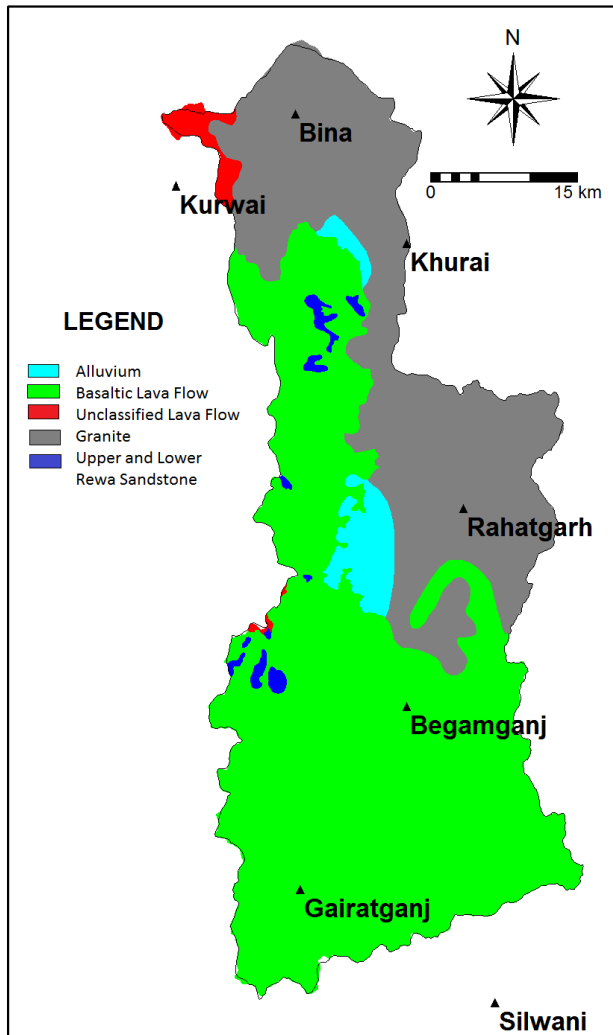 N
Bina
0 15 km
Kurwai
Khurai
LEGEND
Alluvium
Basaltic Lava Flow
Unclassified Lava Flow
Granite
Upper and Lower
Rewa Sandstone
Rahatgarh
Begamganj
Gairatganj
Silwani